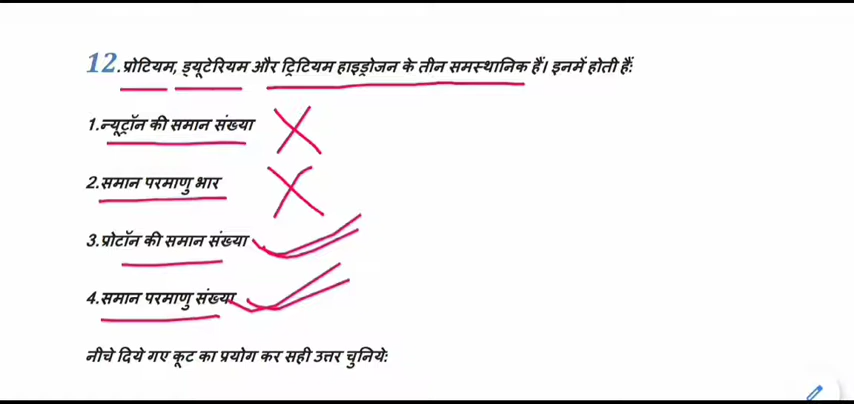 12.प्रोटियम, ड्यूटेरियम और ट्रिटियम हाइड्रोजन के तीन समस्थानिक हैं। इनमें होती हैं:
1.न्यूट्रॉन की समान संख्या
2.समान परमाणु भार
3.प्रोटॉन की समान संख्या
4.समान परमाणु संख्या
नीचे दिये गए कूट का प्रयोग कर सही उत्तर चुनिये: